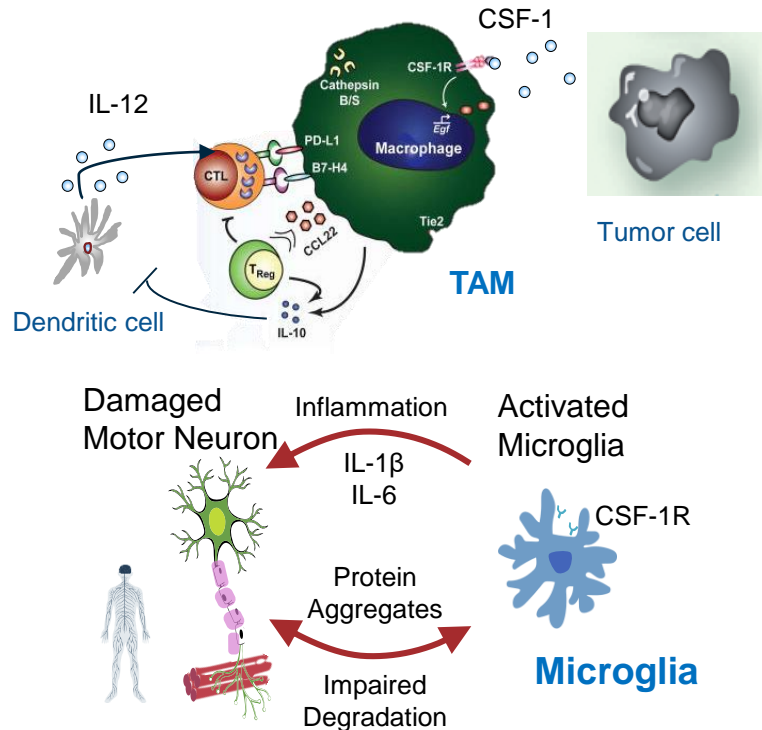 CSF-1
IL-12
CSF-1R
Cathepsin
B/S
Egf
Macrophage
PD-L1
B7-H4
CTL
Tie2
CCL22
TReg
IL-10
TAM
Tumor cell
Dendritic cell
Damaged
Motor Neuron
Inflammation
IL-1β
IL-6
Activated
Microglia
CSF-1R
Protein
Aggregates
Impaired
Degradation
Microglia